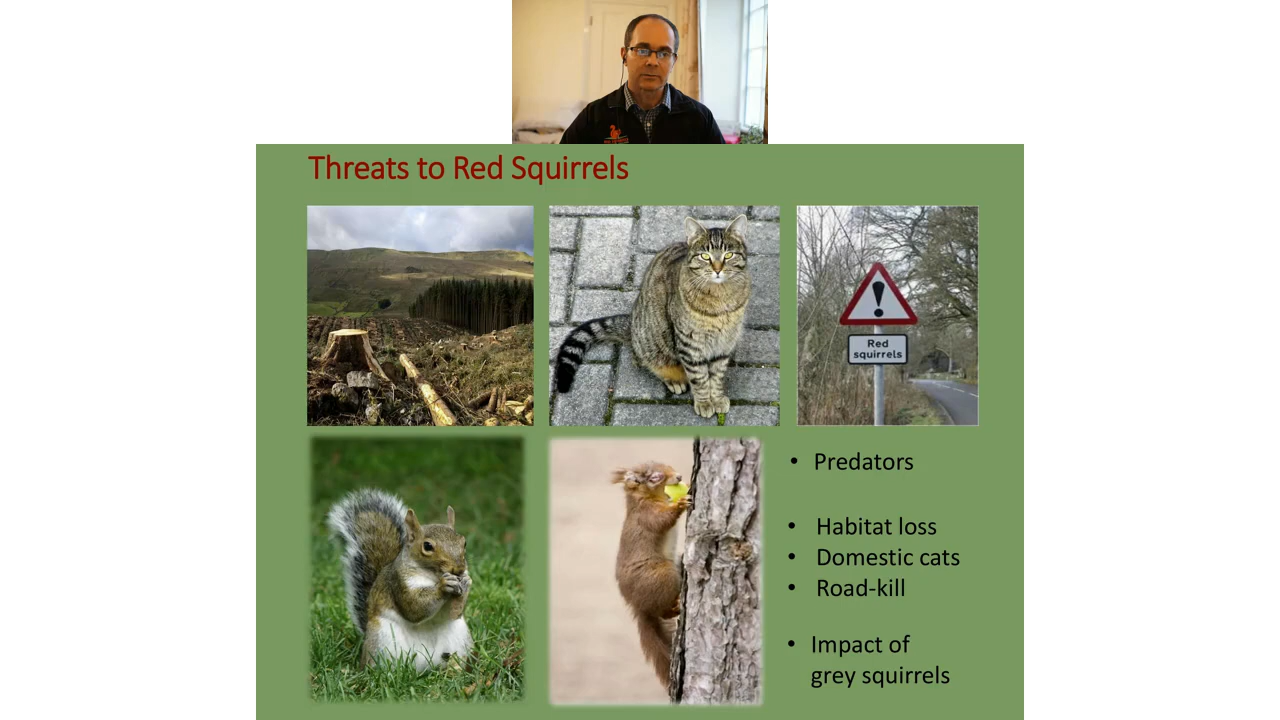 Threats to Red Squirrels
Red
squirrels
• Predators
• Habitat loss
• Domestic cats
• Road-kill
• Impact of
grey squirrels